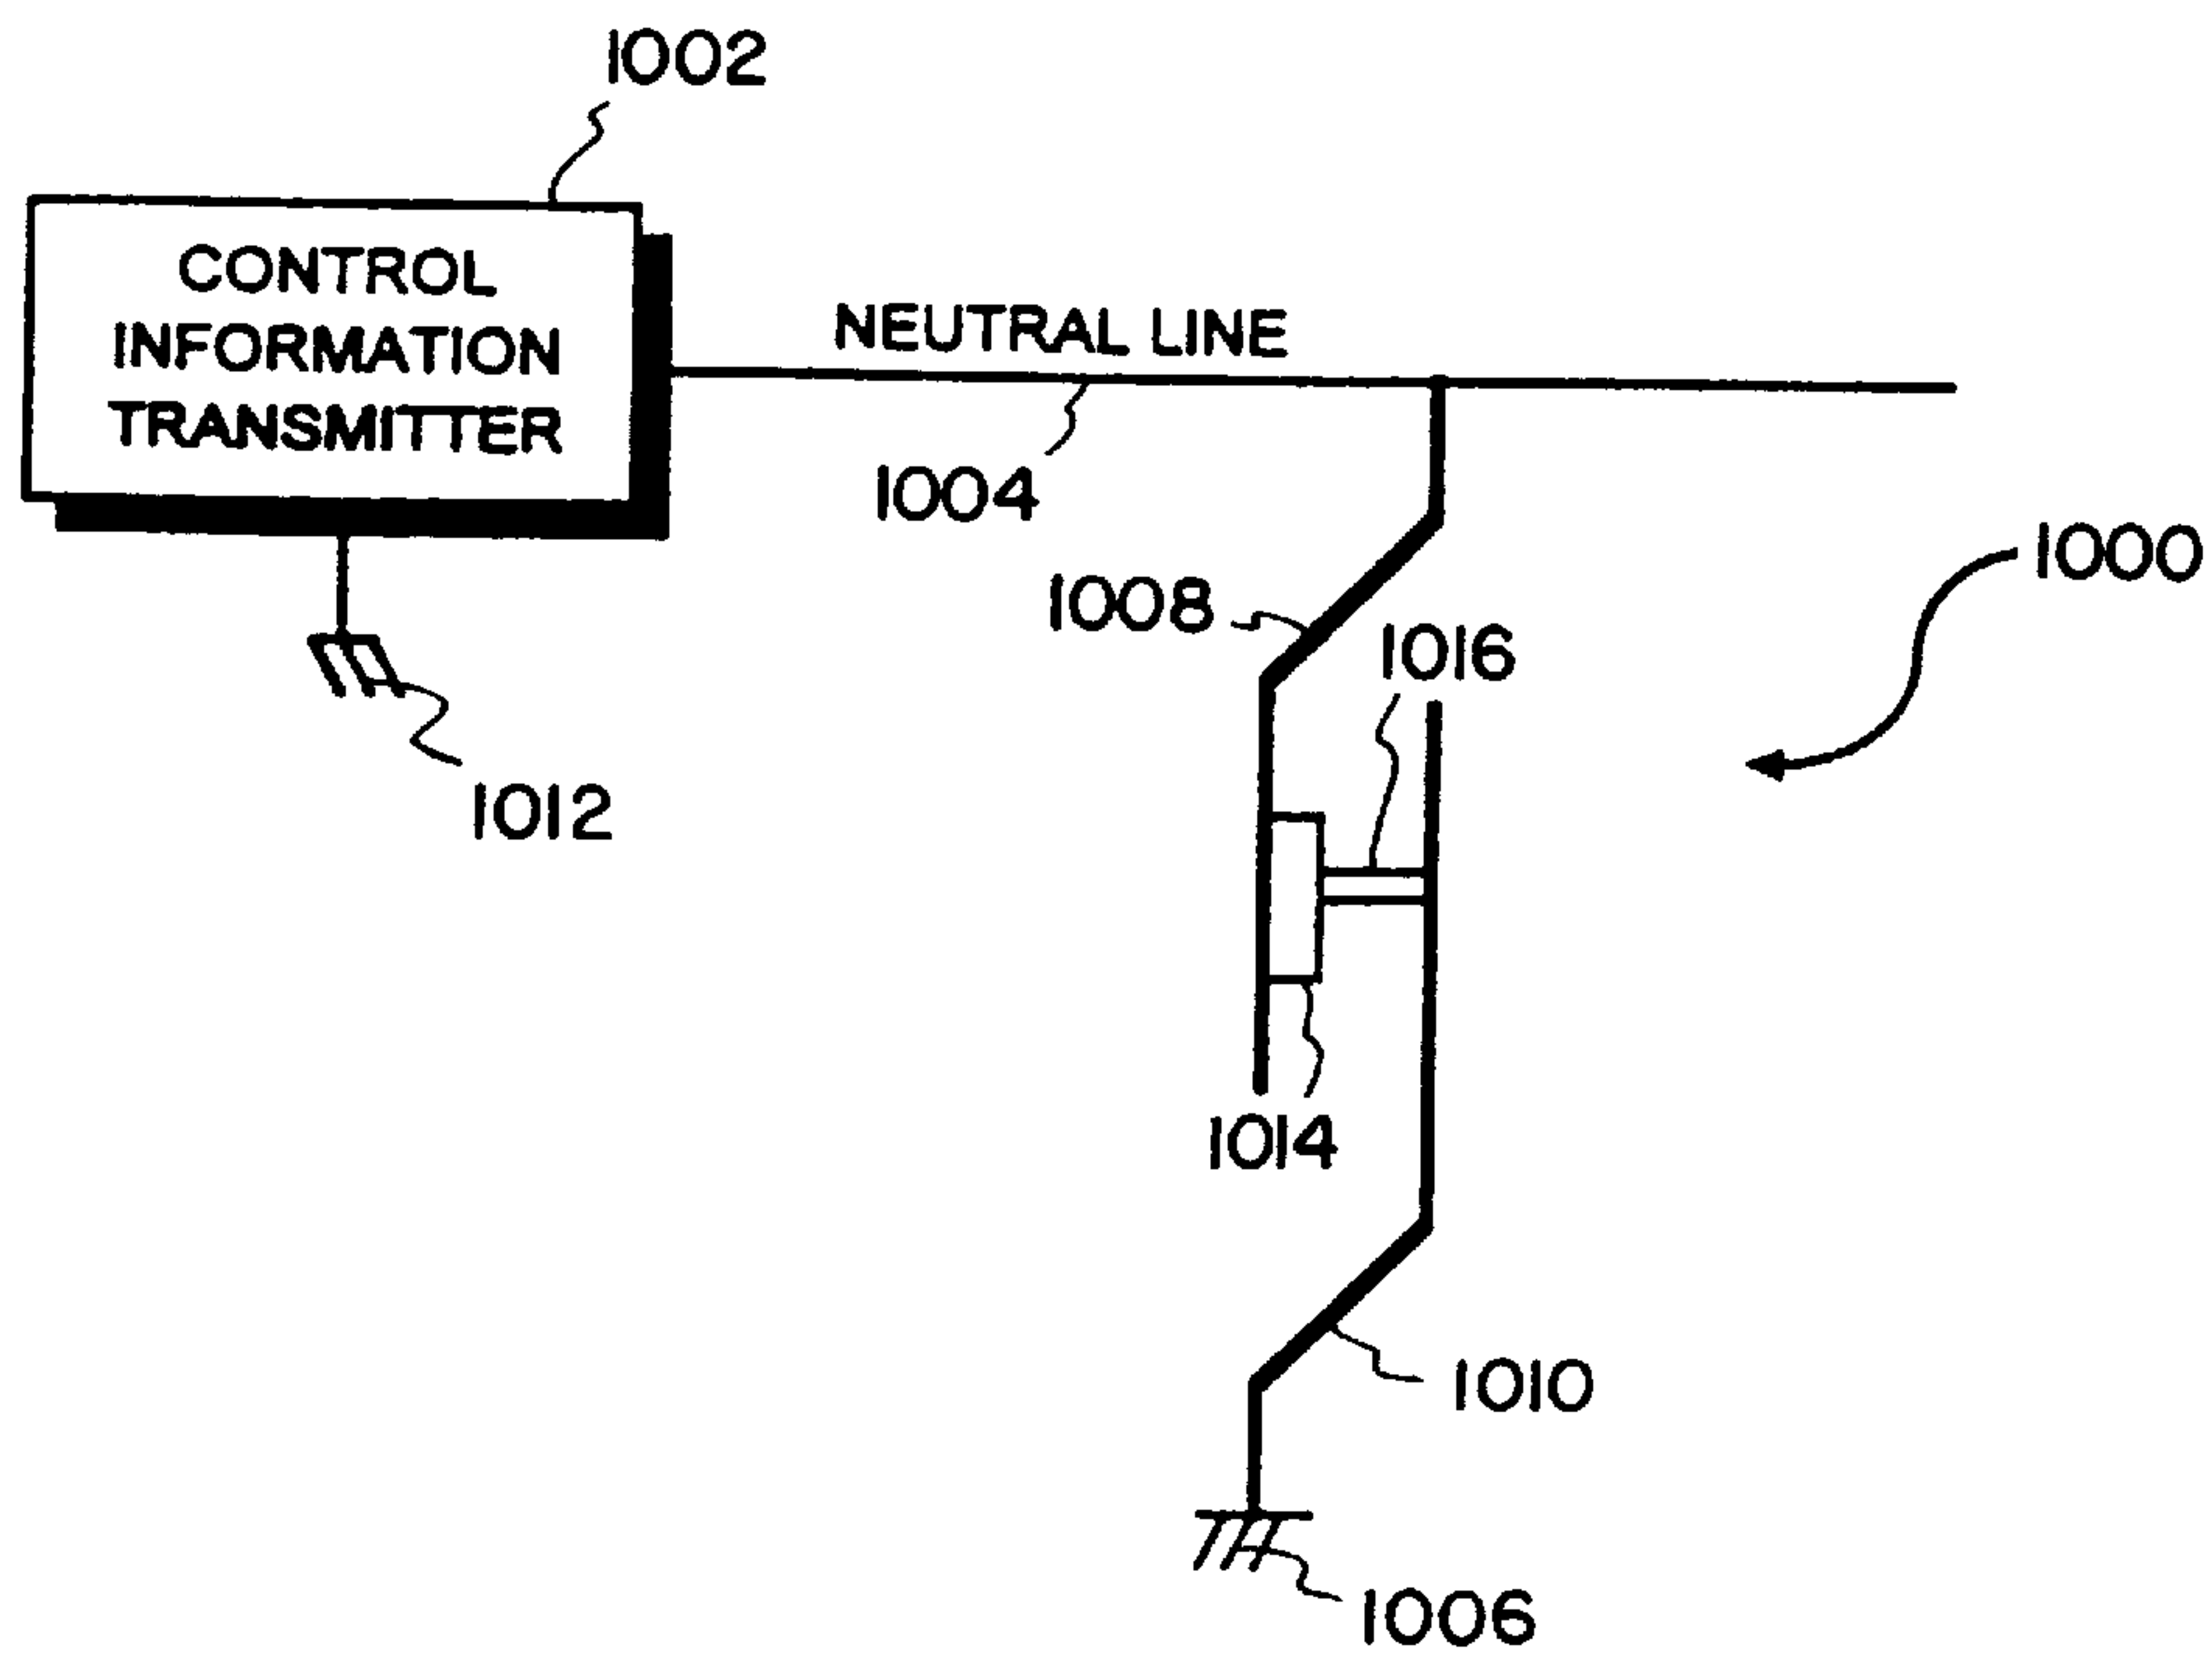 1002
CONTROL
INFORMATION
TRANSMITTER
NEUTRAL LINE
1004
1000
1008
1016
1012
1014
1010
1006